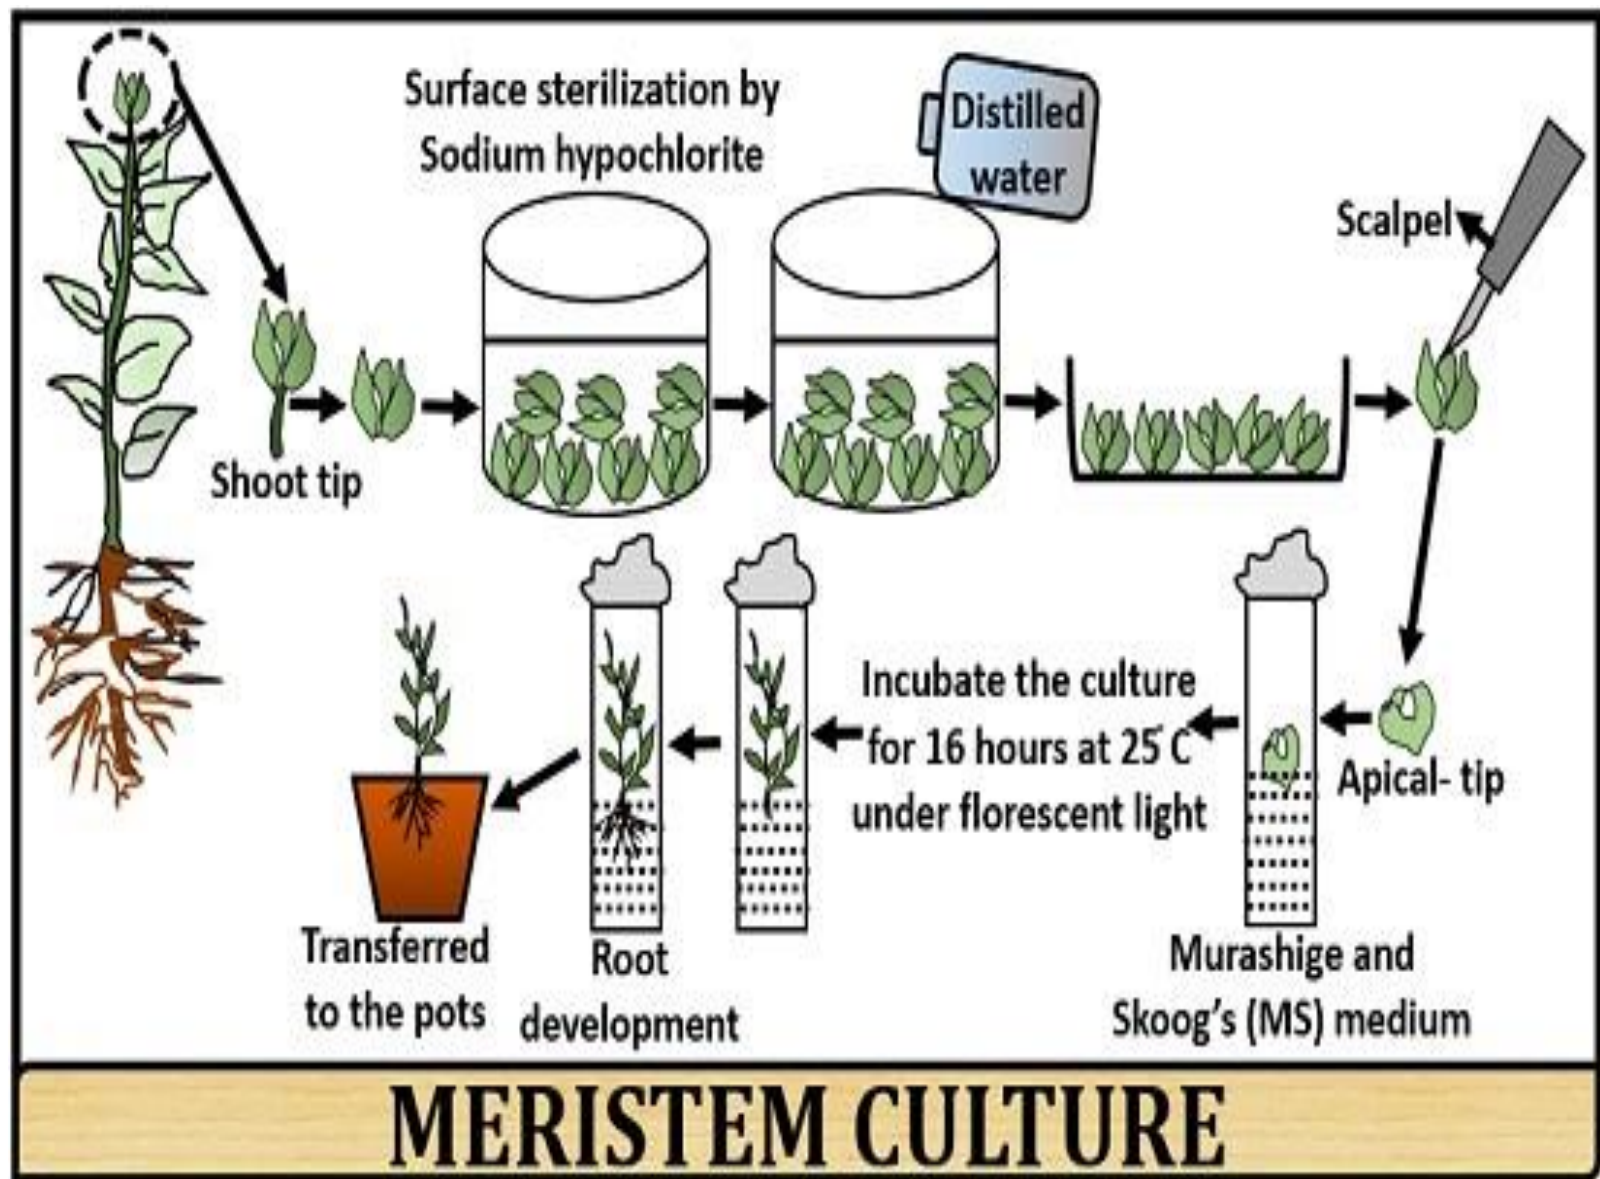 Surface sterilization by
Sodium hypochlorite
Distilled
water
Scalpel
Shoot tip
Apical- tip
Murashige and
Skoog's (MS) medium
Incubate the culture
for 16 hours at 25˚C
under florescent light
Root
development
Transferred
to the pots
MERISTEM CULTURE